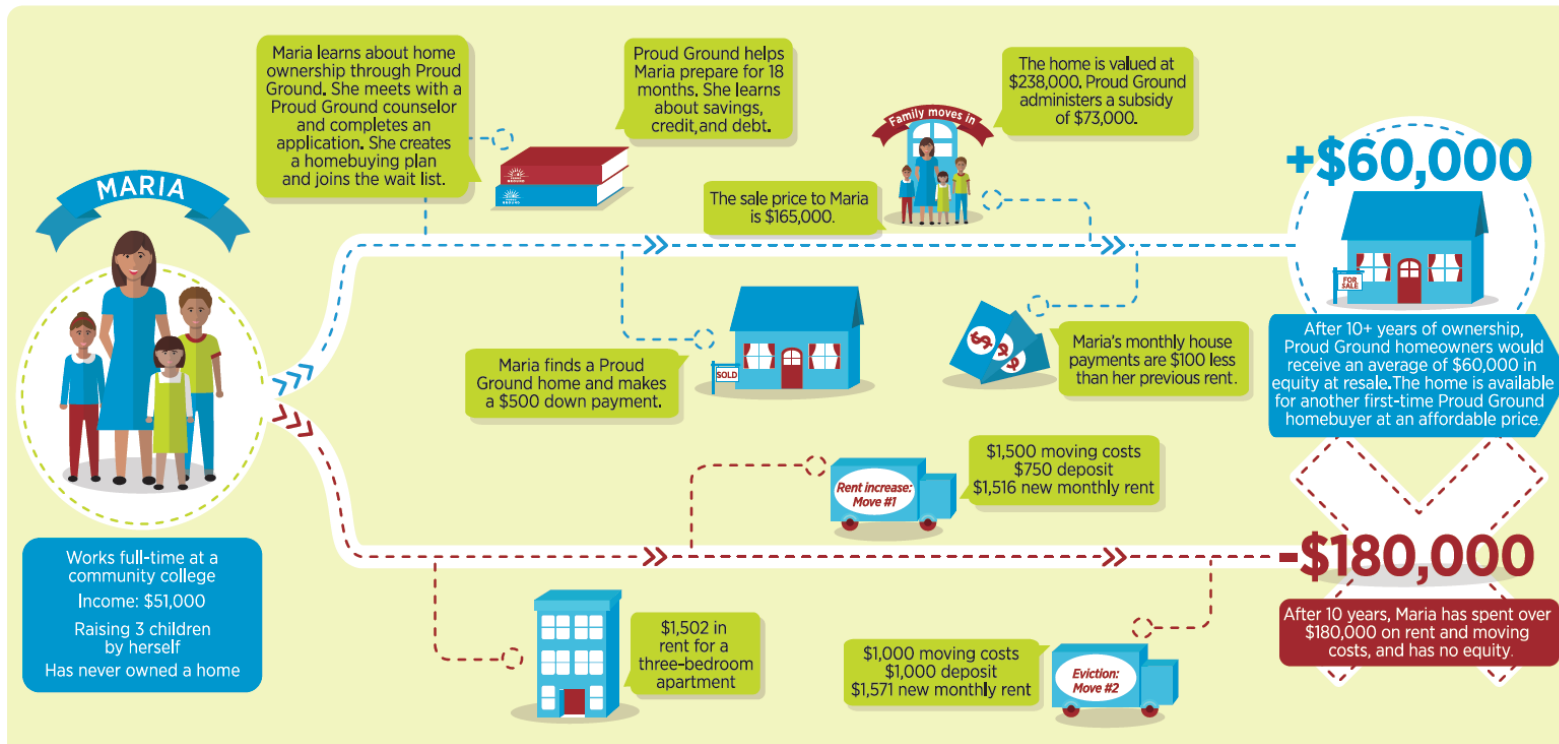 MARIA
Works full-time at a
community college
Income: $51,000
Raising 3 children
by herself
Has never owned a home
Maria learns about home
ownership through Proud
Ground. She meets with a
Proud Ground counselor
and completes an
application. She creates
a homebuying plan
and joins the wait list.
Proud Ground helps
Maria prepare for 18
months. She learns
about savings,
credit, and debt.
Maria finds a Proud
Ground home and makes
a $500 down payment.
SOLD
The sale price to Maria
is $165,000.
Family moves in
The home is valued at
$238,000. Proud Ground
administers a subsidy
of $73,000.
$
$
$
Maria's monthly house
payments are $100 less
than her previous rent.
+$60,000
FOR
SALE
After 10+ years of ownership,
Proud Ground homeowners would
receive an average of $60,000 in
equity at resale. The home is available
for another first-time Proud Ground
homebuyer at an affordable price.
$1,502 in
rent for a
three-bedroom
apartment
Rent increase:
Move #1
$1,500 moving costs
$750 deposit
$1,516 new monthly rent
$1,000 moving costs
$1,000 deposit
$1,571 new monthly rent
Eviction:
Move #2
-$180,000
After 10 years, Maria has spent over
$180,000 on rent and moving
costs, and has no equity.